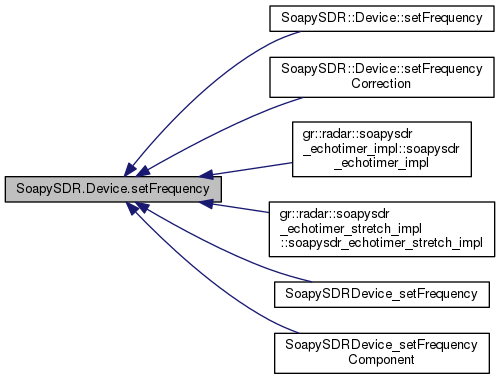 SoapySDR::Device::setFrequency
SoapySDR::Device::setFrequency
Correction
gr::radar::soapysdr
_echotimer_impl::soapysdr
_echotimer_impl
SoapySDR.Device.setFrequency
gr::radar::soapysdr
_echotimer_stretch_impl
::soapysdr_echotimer_stretch_impl
SoapySDRDevice_setFrequency
SoapySDRDevice_setFrequency
Component